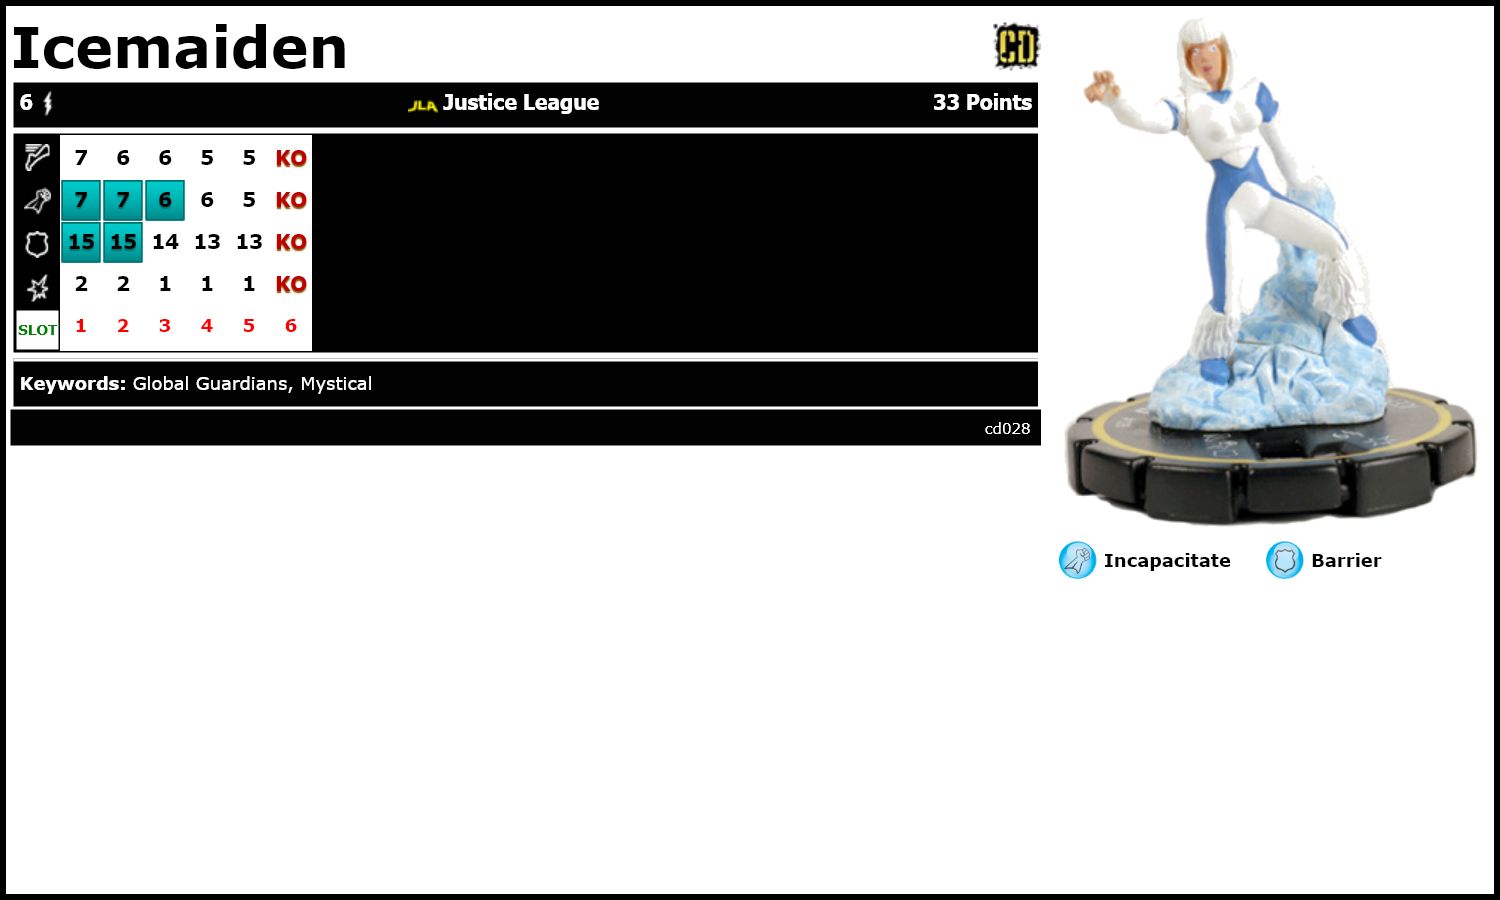 Icemaiden
CD
6 JLA Justice League 33 Points
7 6 6 5 5 KO
7 7 6 6 5 KO
15 15 14 13 13 KO
2 2 1 1 1 KO
SLOT 1 2 3 4 5 6
Keywords: Global Guardians, Mystical
cd028
Incapacitate Barrier